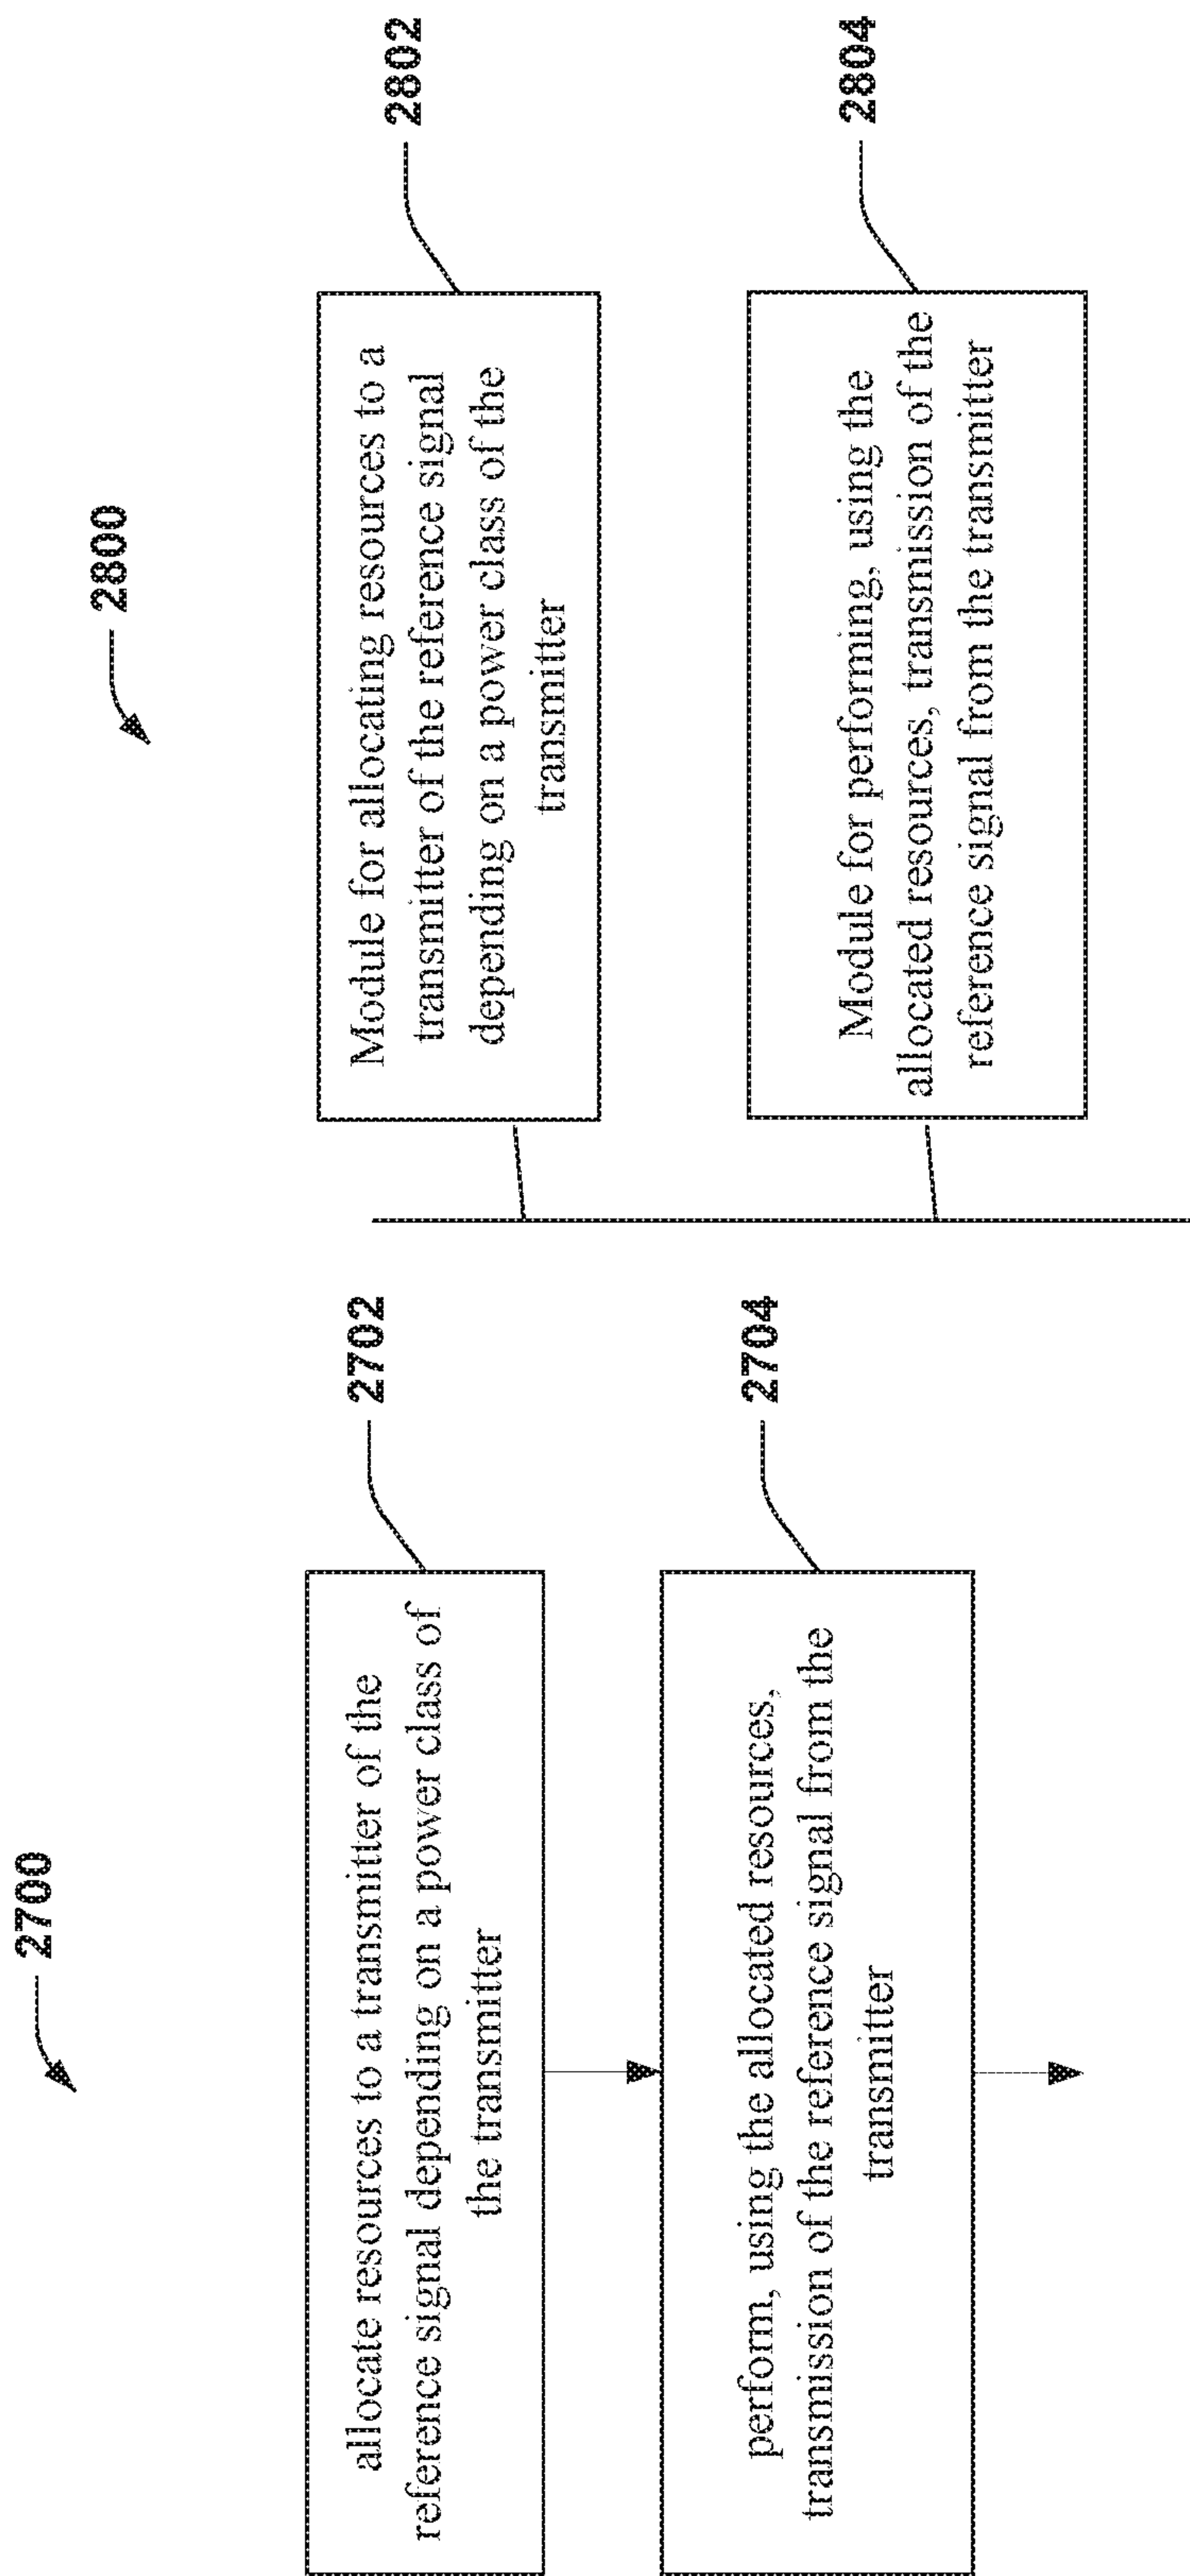 2700
allocate resources to a transmitter of the
reference signal depending on a power class of
the transmitter
2702
perform, using the allocated resources,
transmission of the reference signal from the
transmitter
2704
2800
Module for allocating resources to a
transmitter of the reference signal
depending on a power class of the
transmitter
2802
Module for performing, using the
allocated resources, transmission of the
reference signal from the transmitter
2804